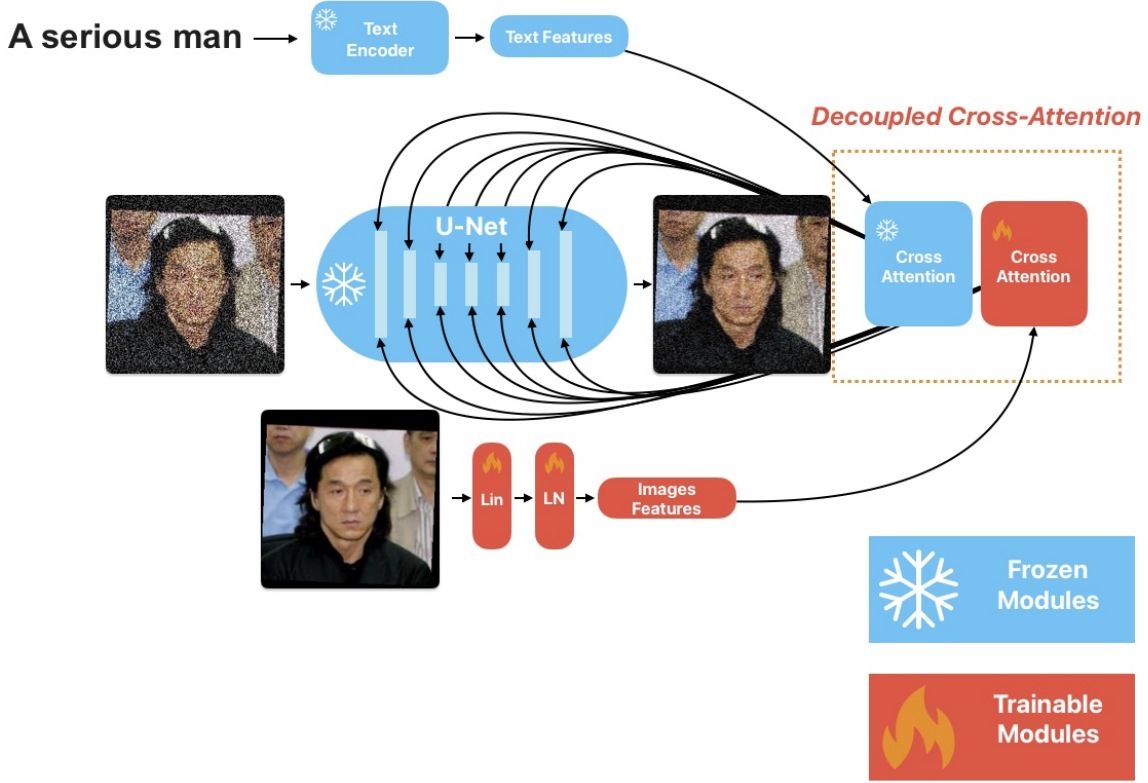 A serious man
Text
Encoder
Text Features
Decoupled Cross-Attention
U-Net
Cross
Attention
Cross
Attention
Lin
LN
Images
Features
Frozen
Modules
Trainable
Modules